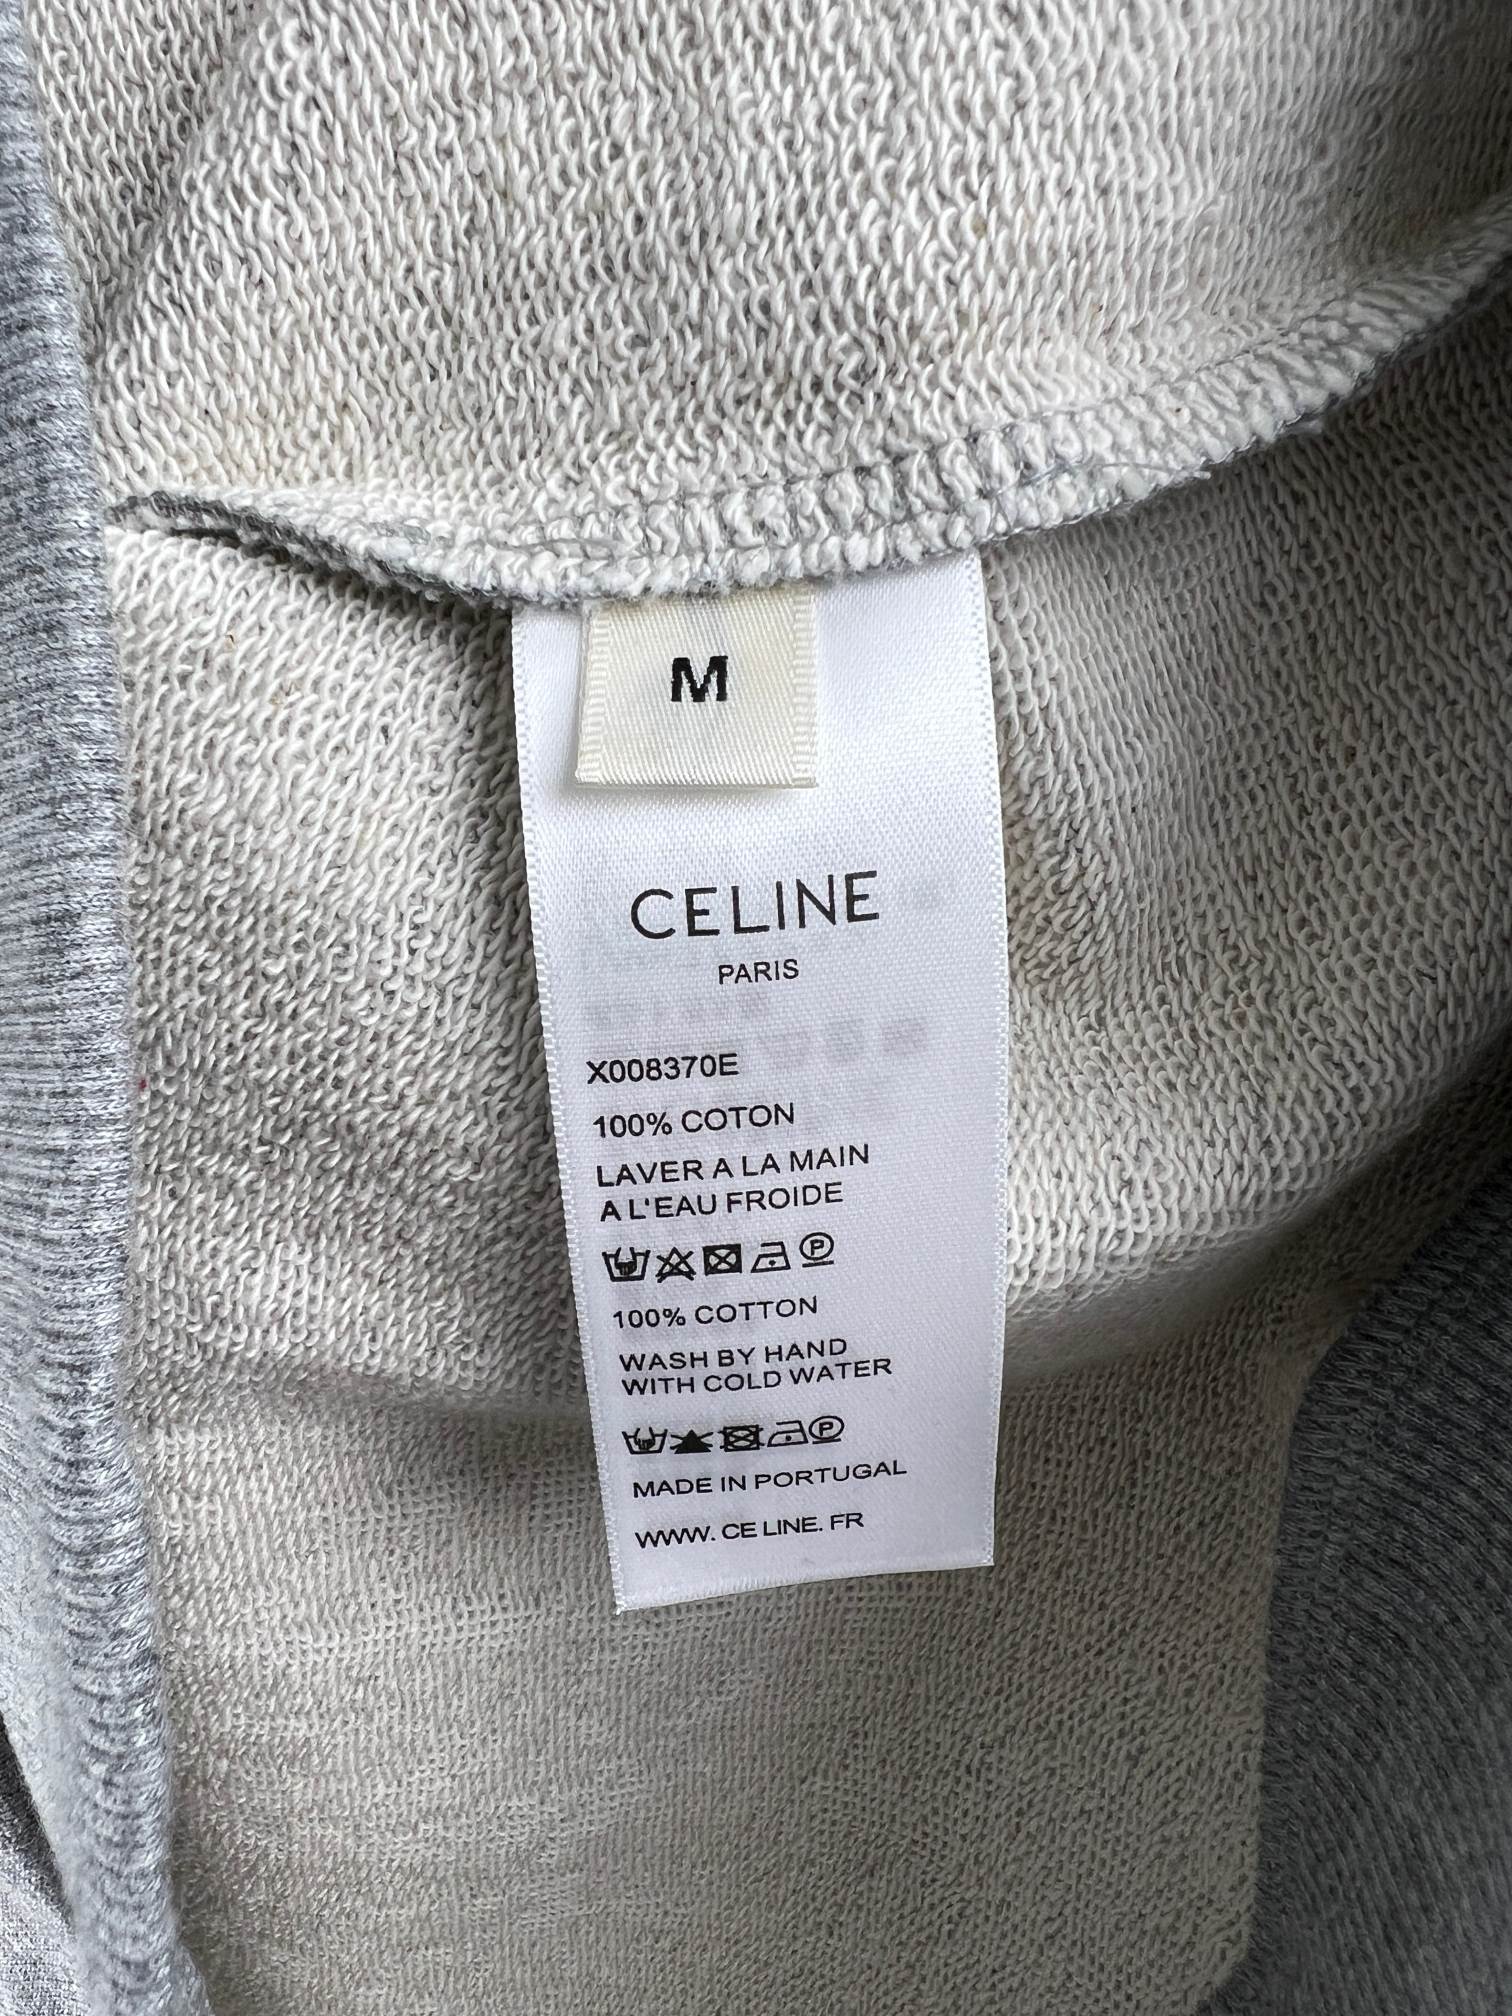 M
CELINE
PARIS
X008370E
100% COTON
LAVER A LA MAIN
A L'EAU FROIDE
P
100% COTTON
WASH BY HAND
WITH COLD WATER
P
MADE IN PORTUGAL
WWW. CE LINE. FR